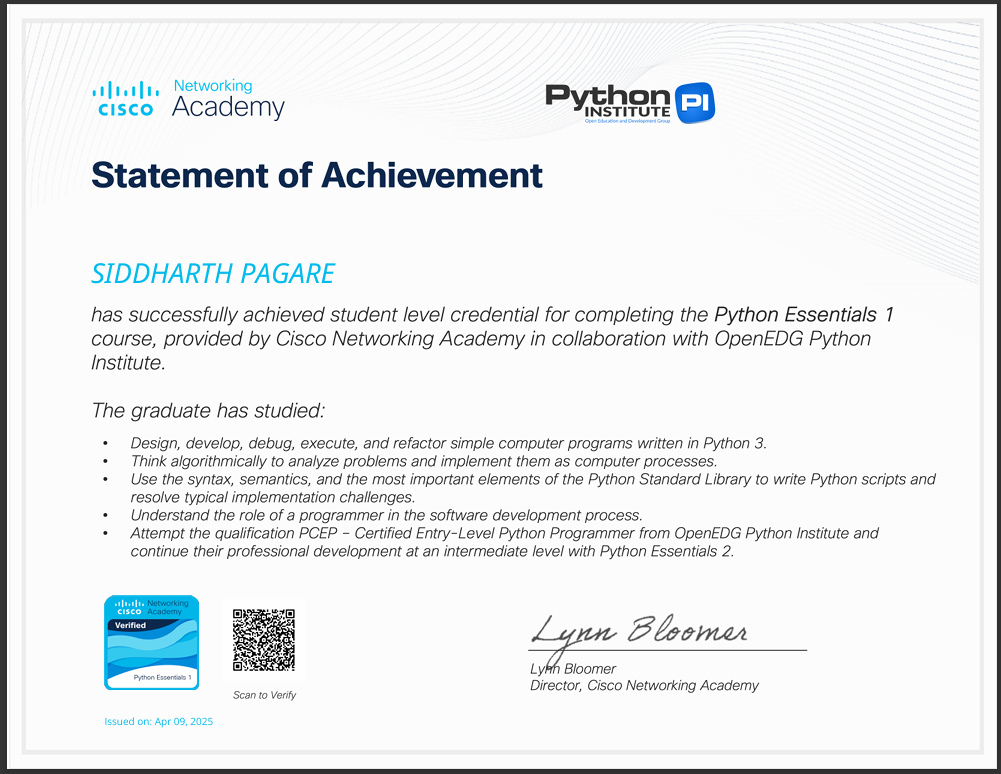 Networking
Academy
CISCO
Python
INSTITUTE
Open Education and Development Group
PI
Statement of Achievement
SIDDHARTH PAGARE
has successfully achieved student level credential for completing the Python Essentials 1
course, provided by Cisco Networking Academy in collaboration with OpenEDG Python
Institute.
The graduate has studied:
• Design, develop, debug, execute, and refactor simple computer programs written in Python 3.
• Think algorithmically to analyze problems and implement them as computer processes.
• Use the syntax, semantics, and the most important elements of the Python Standard Library to write Python scripts and
resolve typical implementation challenges.
• Understand the role of a programmer in the software development process.
• Attempt the qualification PCEP – Certified Entry-Level Python Programmer from OpenEDG Python Institute and
continue their professional development at an intermediate level with Python Essentials 2.
Networking
CISCO Academy
Verified
Python Essentials 1
Scan to Verify
Issued on: Apr 09, 2025
Lynn Bloomer
Lynn Bloomer
Director, Cisco Networking Academy